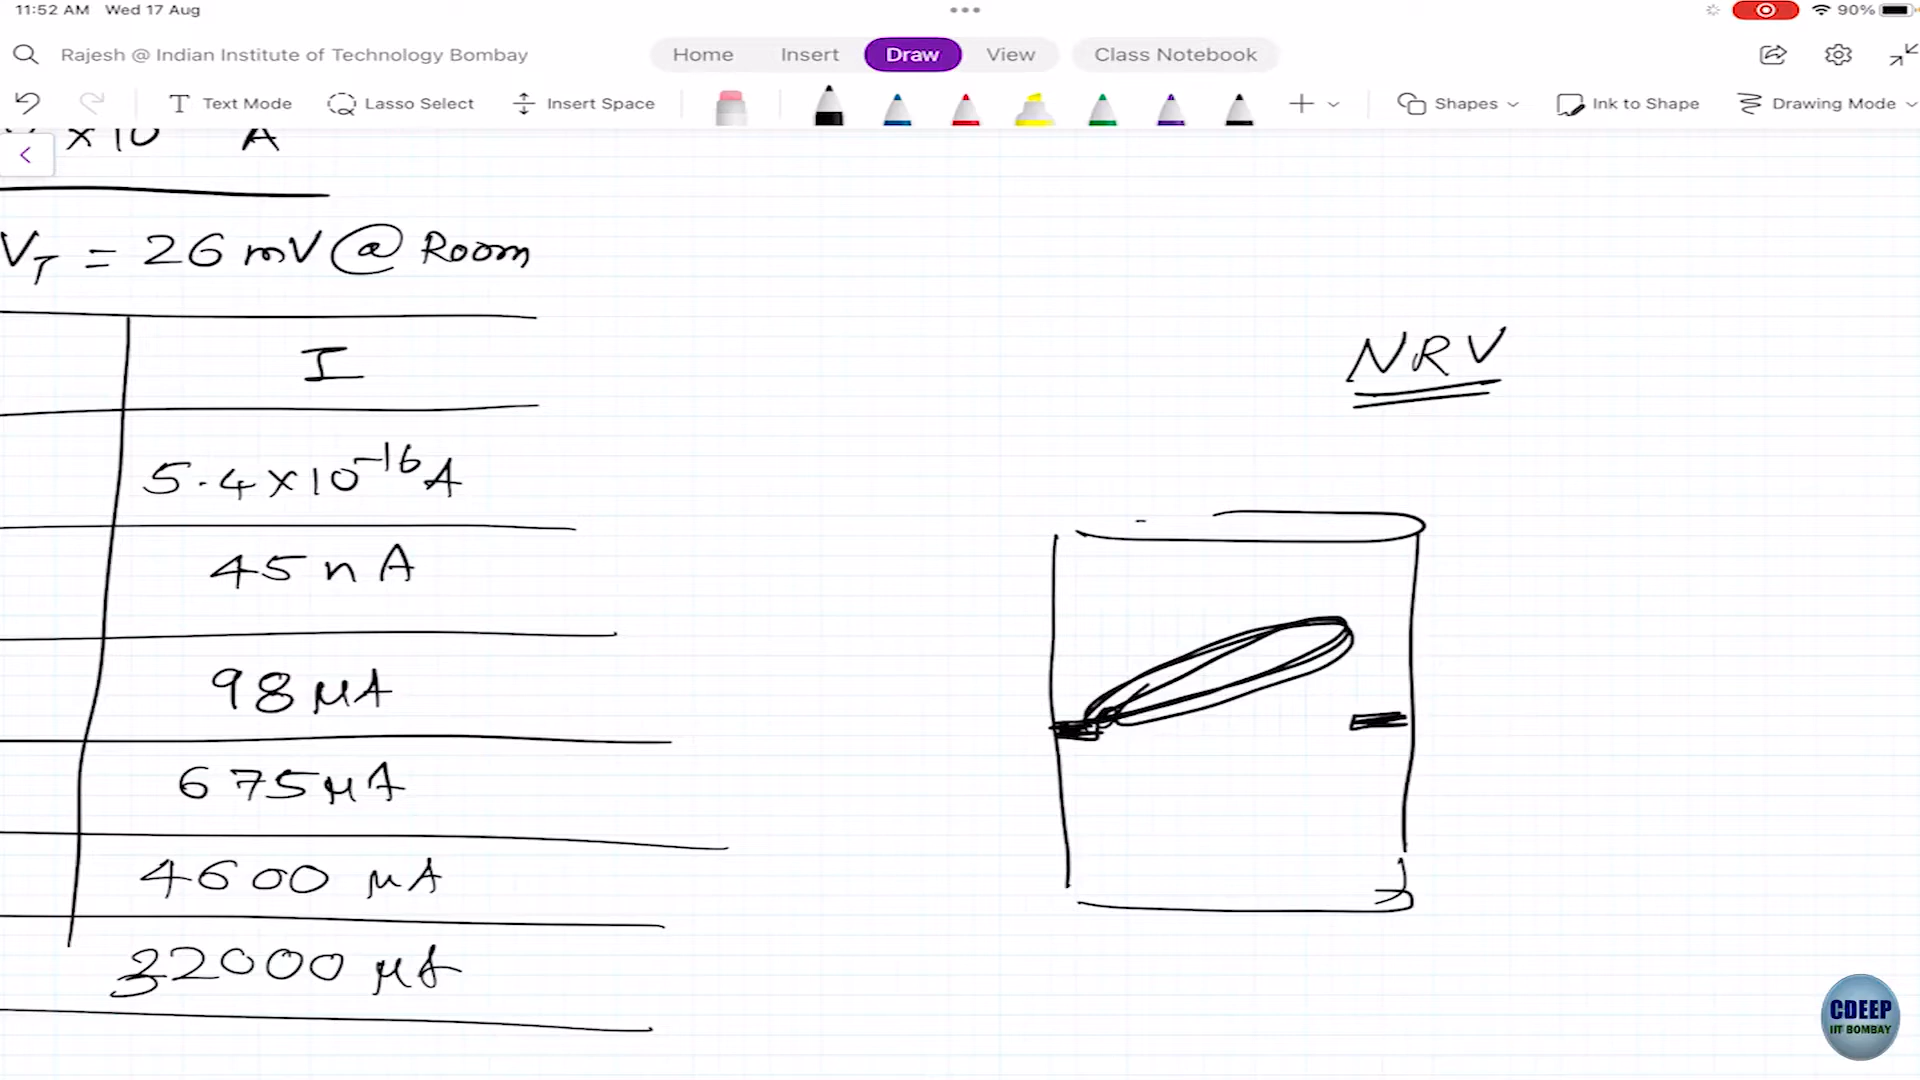 11:52 AM Wed 17 Aug
90%
Rajesh @ Indian Institute of Technology Bombay
Home Insert Draw View Class Notebook
Text Mode Lasso Select Insert Space Shapes Ink to Shape Drawing Mode
x 10 A
V_T = 26 mV @ Room
I
5.4 x 10^-16 A
45 nA
98 μA
675 μA
4600 μA
32000 μA
NRV
CDEEP
IIT BOMBAY